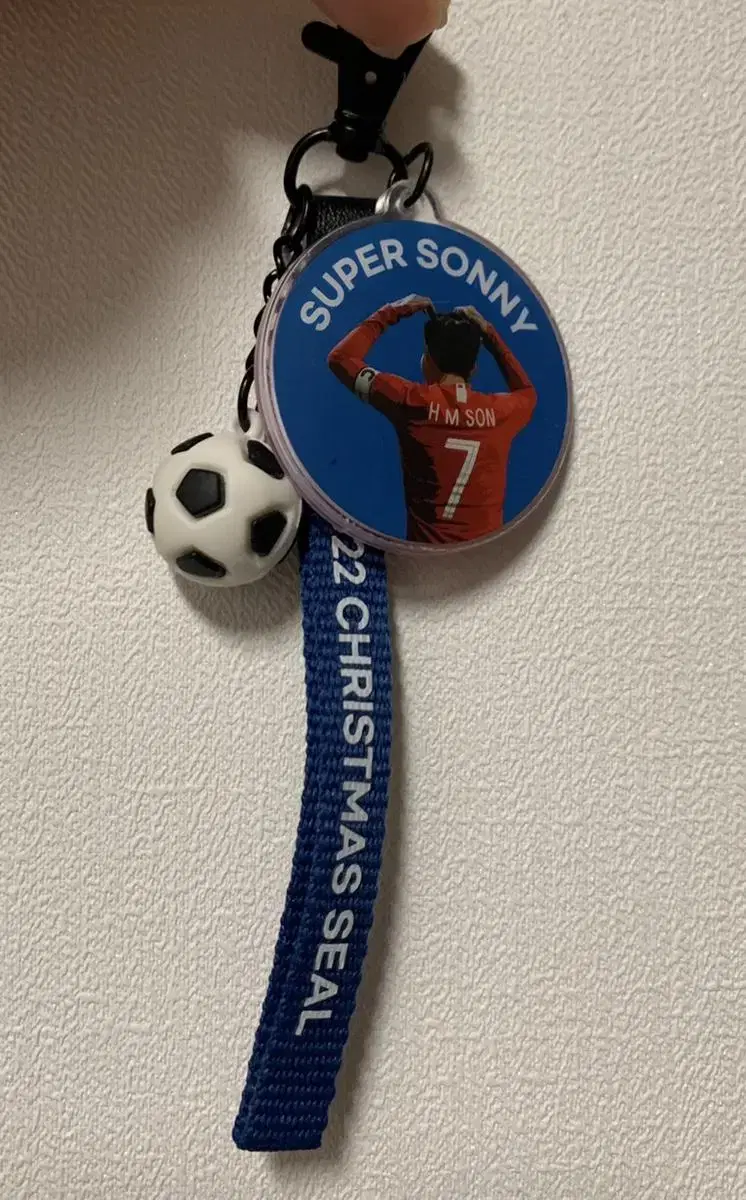 SUPER SONNY
H M SON
7
22 CHRISTMAS SEAL